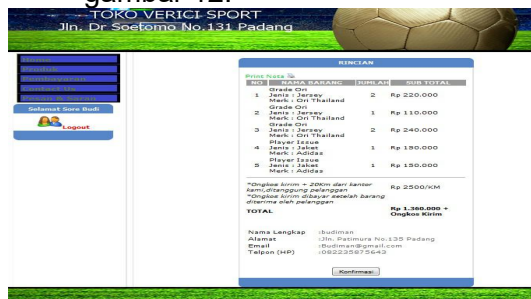 gambar 12.
TOKO VERICI SPORT
Jln. Dr Soetomo No.131 Padang
Home
Produk
Pembayaran
Contact Us
Selamat Sore Budi
Logout
RINCIAN
Print Nota
NO NAMA BARANG JUMLAH SUB TOTAL
Grade Ori
1 Jenis : Jersey 2 Rp 220.000
Merk : Ori Thailand
Grade Ori
2 Jenis : Jersey 1 Rp 110.000
Merk : Ori Thailand
Grade Ori
3 Jenis : Jersey 2 Rp 240.000
Merk : Ori Thailand
Player Issue
4 Jenis : Jaket 1 Rp 150.000
Merk : Adidas
Player Issue
5 Jenis : Jaket 1 Rp 150.000
Merk : Adidas
*Ongkos kirim + 20Km dari kantor
kami,ditanggung pelanggan Rp 2500/KM
*Ongkos kirim dibayar setelah barang
diterima oleh pelanggan
TOTAL Rp 1.360.000 +
Ongkos Kirim
Nama Lengkap :budiman
Alamat :Jln. Patimura No:135 Padang
Email :Budiman@gmail.com
Telpon (HP) :082235875643
Konfirmasi